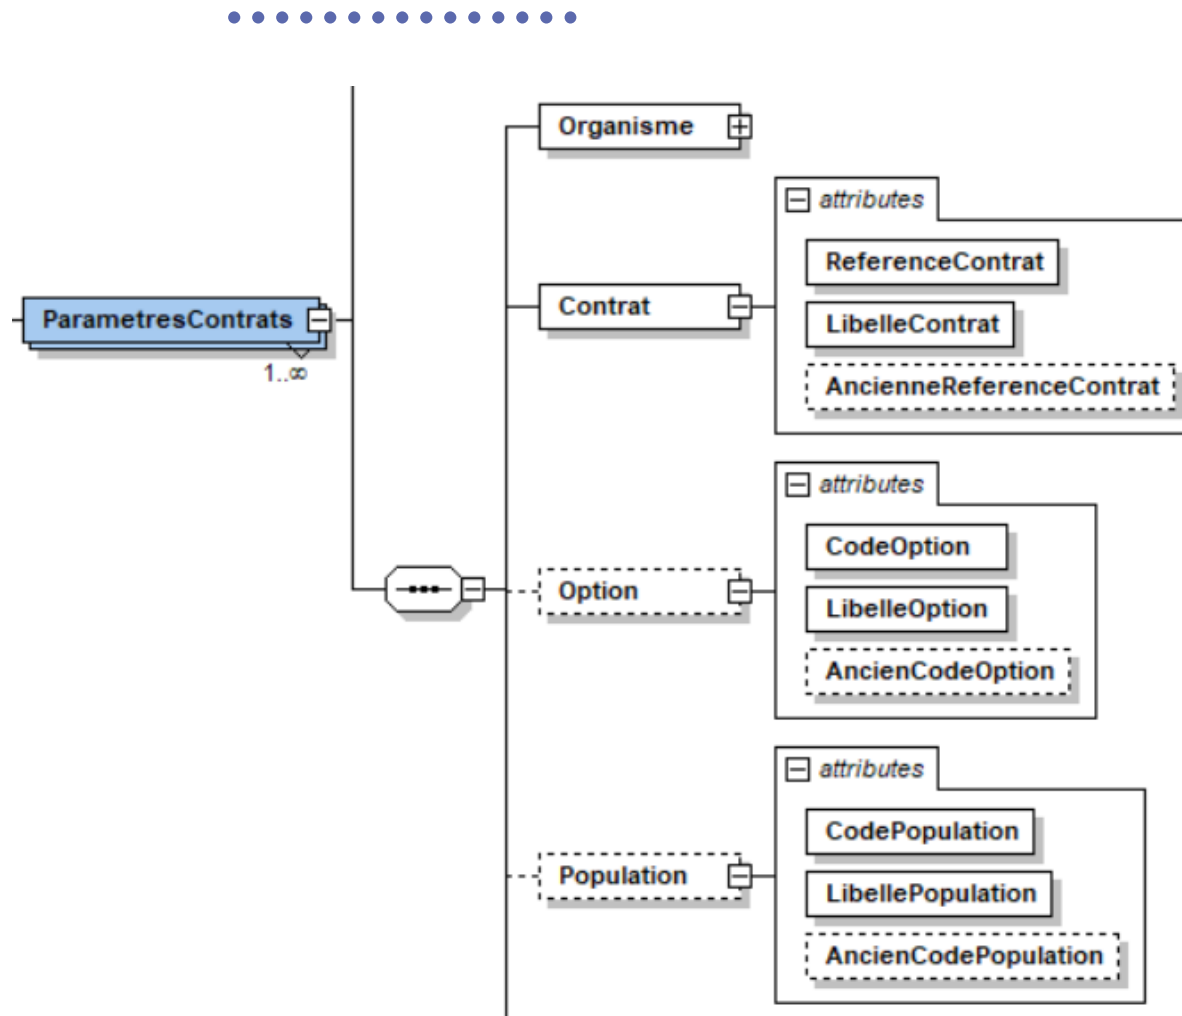 Organisme
attributes
ReferenceContrat
Contrat
LibelleContrat
ParametresContrats
1..∞
AncienneReferenceContrat
attributes
CodeOption
Option
LibelleOption
AncienCodeOption
attributes
CodePopulation
Population
LibellePopulation
AncienCodePopulation